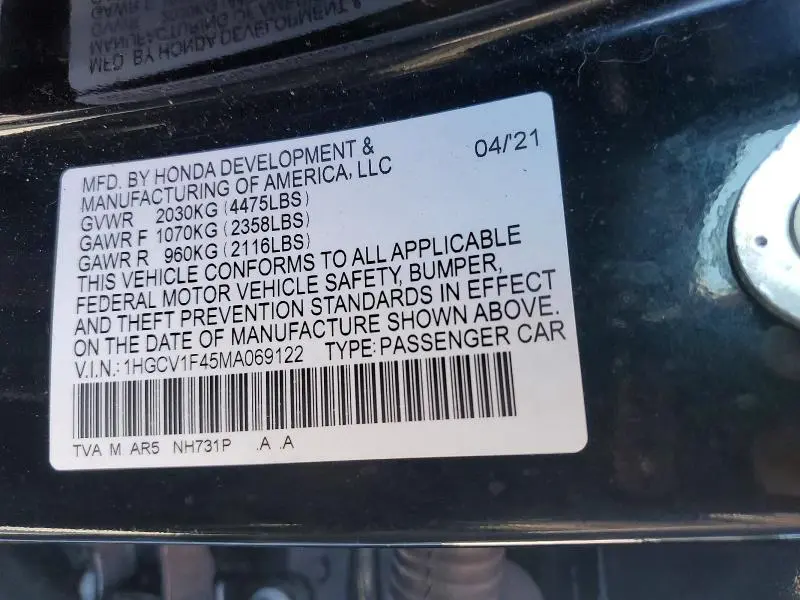 MFD. BY HONDA DEVELOPMENT &
MANUFACTURING OF AMERICA, LLC
04/'21
GVWR 2030KG (4475LBS)
GAWR F 1070KG (2358LBS)
GAWR R 960KG (2116LBS)
THIS VEHICLE CONFORMS TO ALL APPLICABLE
FEDERAL MOTOR VEHICLE SAFETY, BUMPER,
AND THEFT PREVENTION STANDARDS IN EFFECT
ON THE DATE OF MANUFACTURE SHOWN ABOVE.
V.I.N.: 1HGCV1F45MA069122 TYPE: PASSENGER CAR
TVA M AR5 NH731P .A .A